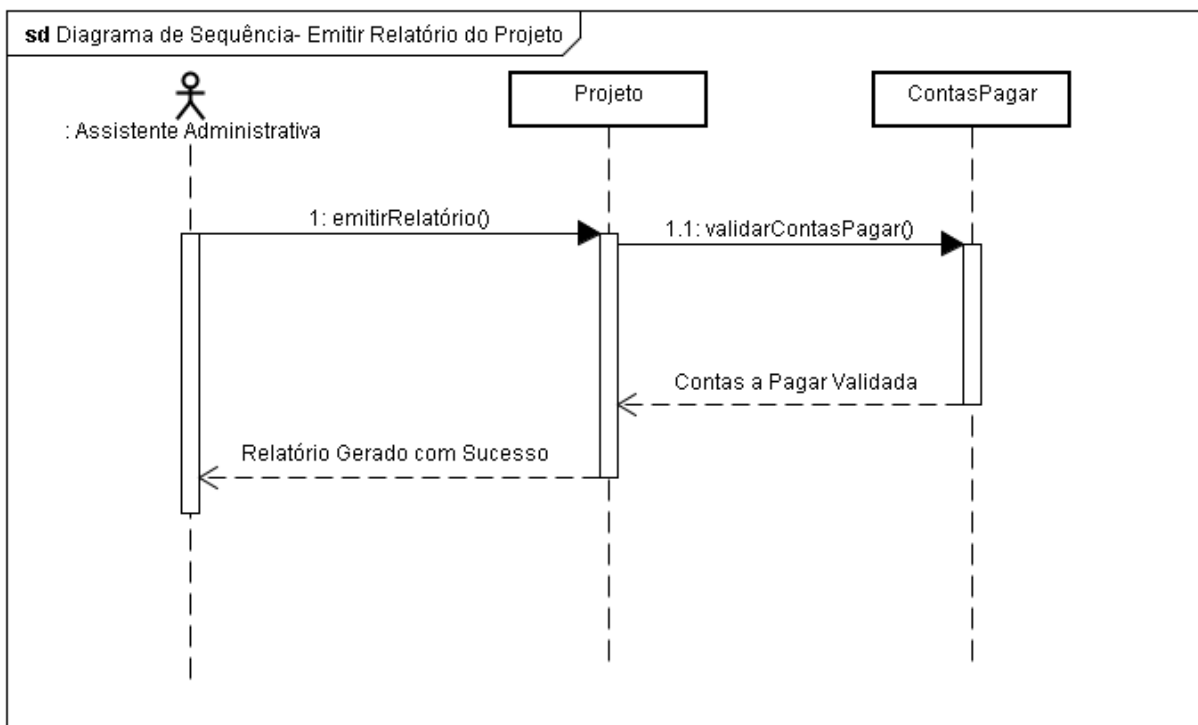 sd Diagrama de Sequência- Emitir Relatório do Projeto
: Assistente Administrativa
Projeto
ContasPagar
1: emitirRelatório()
1.1: validarContasPagar()
Contas a Pagar Validada
Relatório Gerado com Sucesso